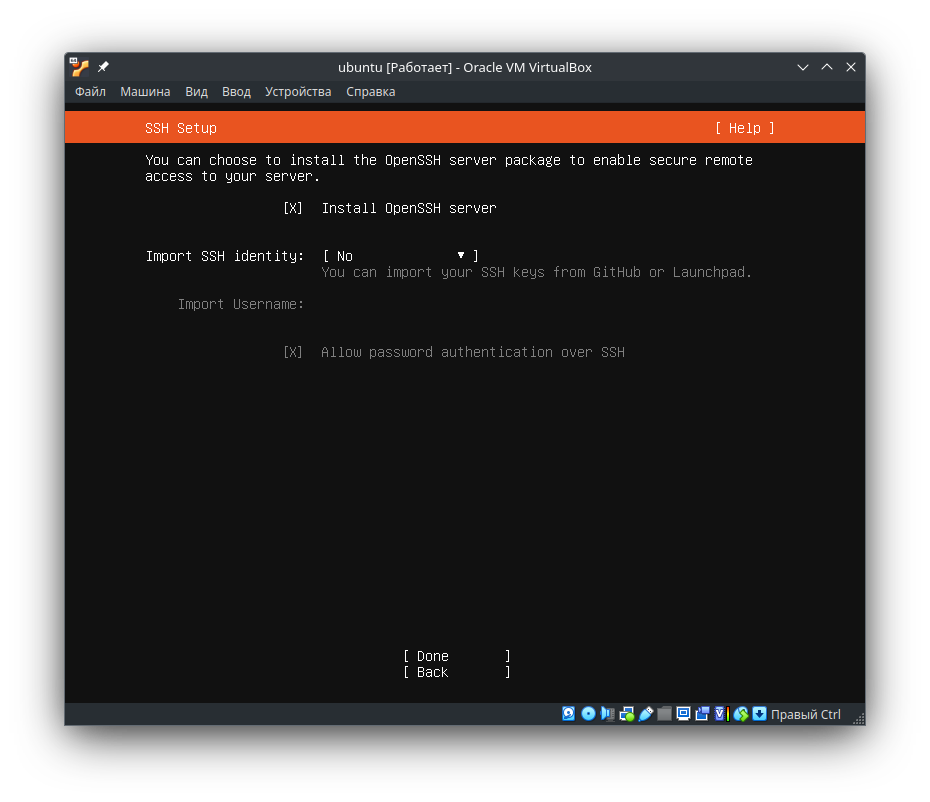 ubuntu [Работает] - Oracle VM VirtualBox
Файл Машина Вид Ввод Устройства Справка
SSH Setup [ Help ]
You can choose to install the OpenSSH server package to enable secure remote
access to your server.
[X] Install OpenSSH server
Import SSH identity: [ No ▼ ]
You can import your SSH keys from GitHub or Launchpad.
Import Username:
[X] Allow password authentication over SSH
[ Done ]
[ Back ]
Правый Ctrl